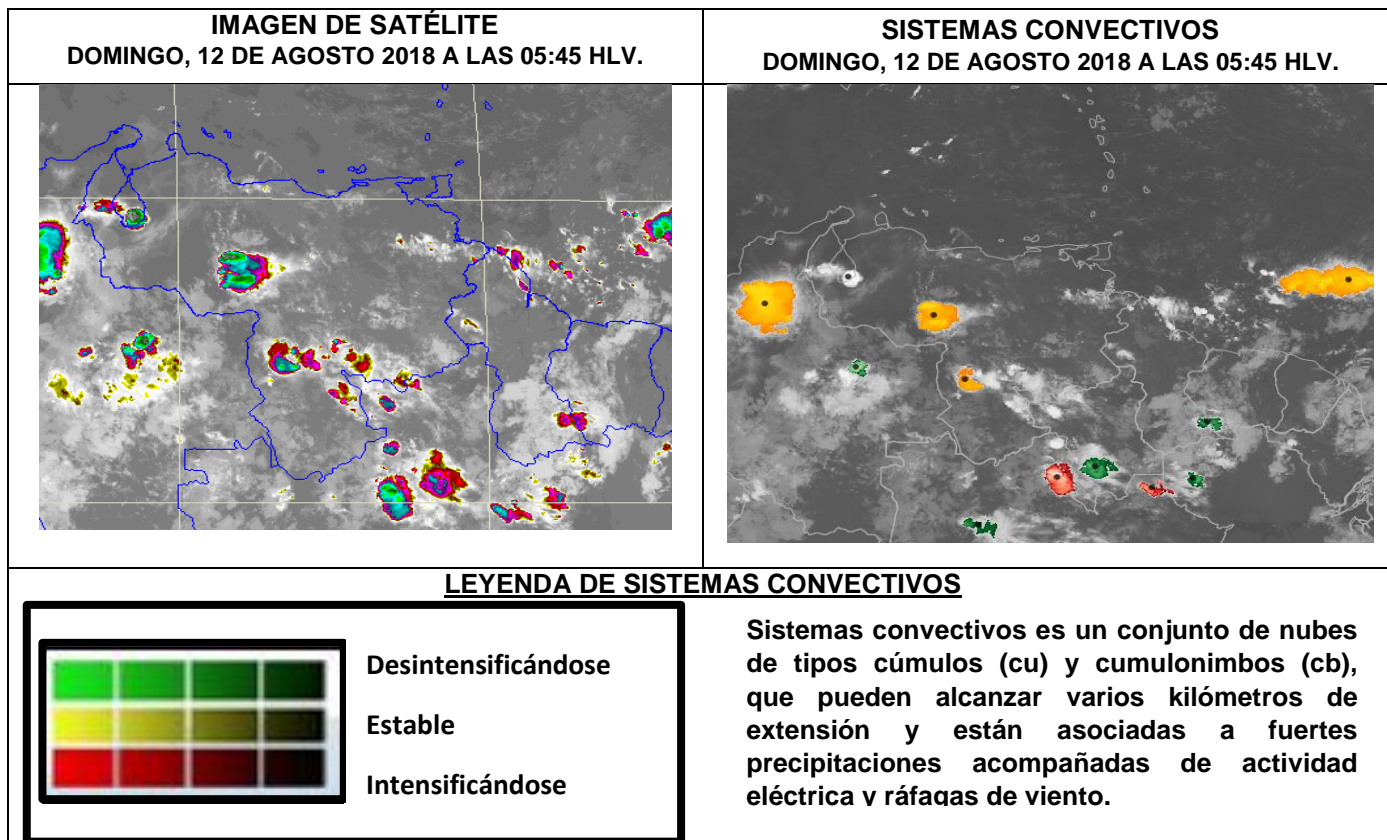 IMAGEN DE SATÉLITE
DOMINGO, 12 DE AGOSTO 2018 A LAS 05:45 HLV.
SISTEMAS CONVECTIVOS
DOMINGO, 12 DE AGOSTO 2018 A LAS 05:45 HLV.
LEYENDA DE SISTEMAS CONVECTIVOS
Desintensificándose
Estable
Intensificándose
Sistemas convectivos es un conjunto de nubes
de tipos cúmulos (cu) y cumulonimbos (cb),
que pueden alcanzar varios kilómetros de
extensión y están asociadas a fuertes
precipitaciones acompañadas de actividad
eléctrica y ráfagas de viento.